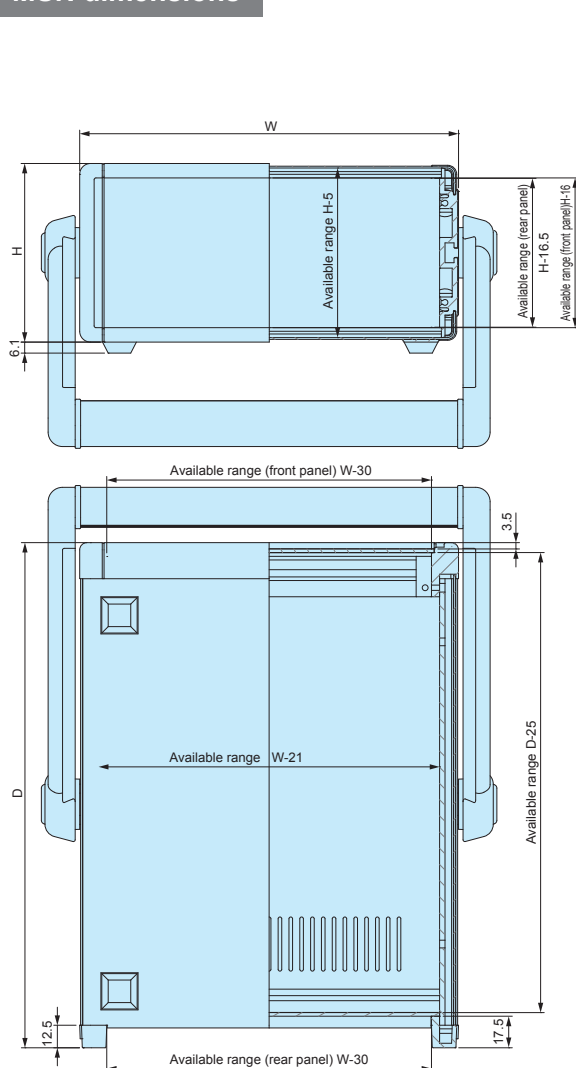 W
H
6.1
Available range H-5
Available range (rear panel)
H-16.5
Available range (front panel)H-16
Available range (front panel) W-30
3.5
Available range W-21
D
Available range D-25
12.5
17.5
Available range (rear panel) W-30